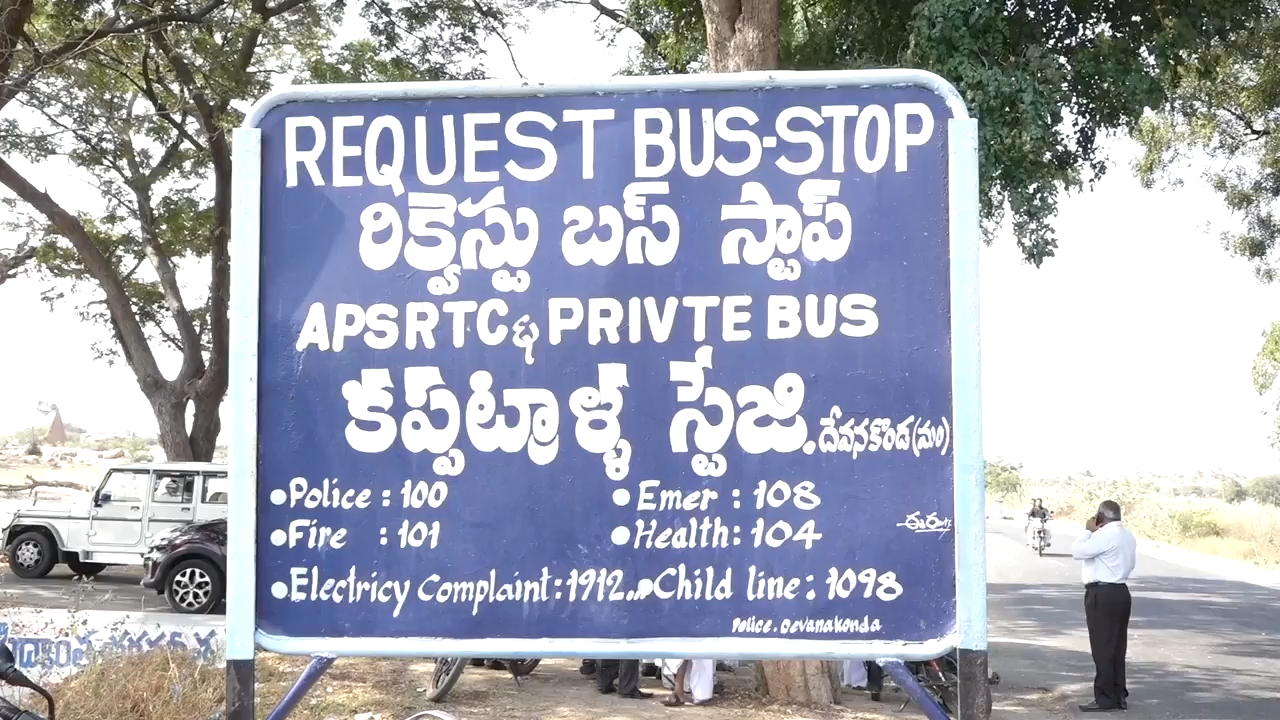 REQUEST BUS-STOP
రిక్వెస్టు బస్ స్టాప్
APSRTC & PRIVTE BUS
కప్పట్రాళ్ళ స్టేజి. దేవనకొండ(మం)
•Police : 100 •Emer : 108
•Fire : 101 •Health: 104
•Electricy Complaint:1912... •Child line: 1098
Police. Devanakonda